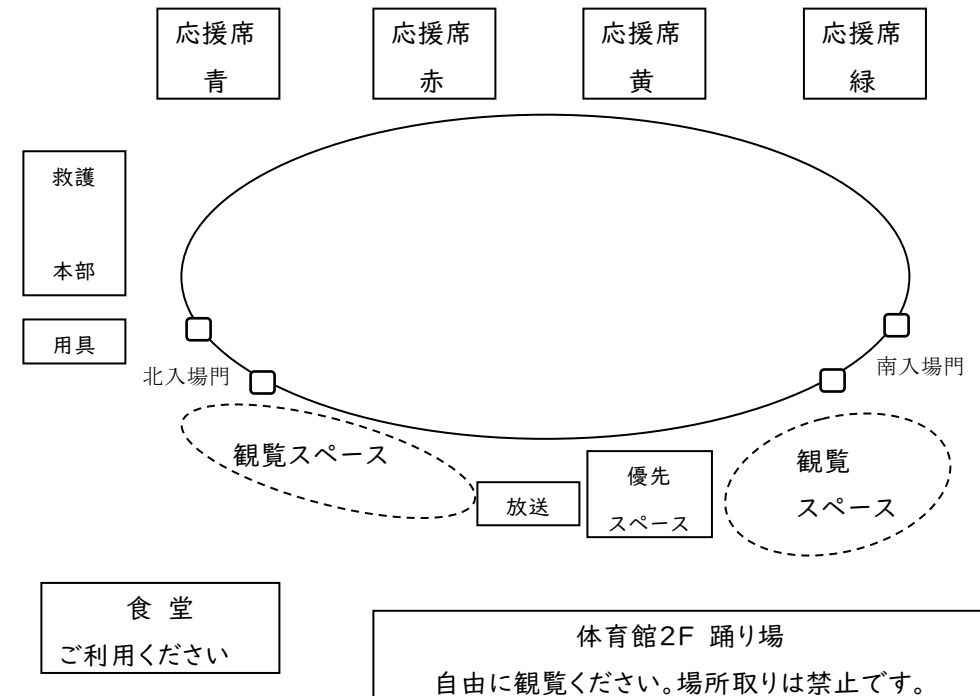 応援席
青
応援席
赤
応援席
黄
応援席
緑
救護
本部
用具
北入場門
南入場門
観覧スペース
放送
優先
スペース
観覧
スペース
食 堂
ご利用ください
体育館2F 踊り場
自由に観覧ください。場所取りは禁止です。